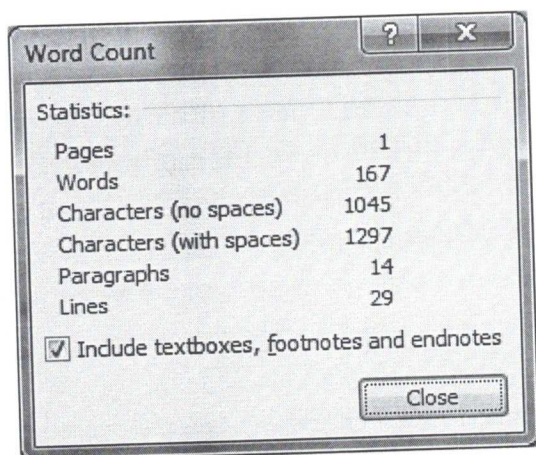 Word Count
? X
Statistics:
Pages 1
Words 167
Characters (no spaces) 1045
Characters (with spaces) 1297
Paragraphs 14
Lines 29
Include textboxes, footnotes and endnotes
Close